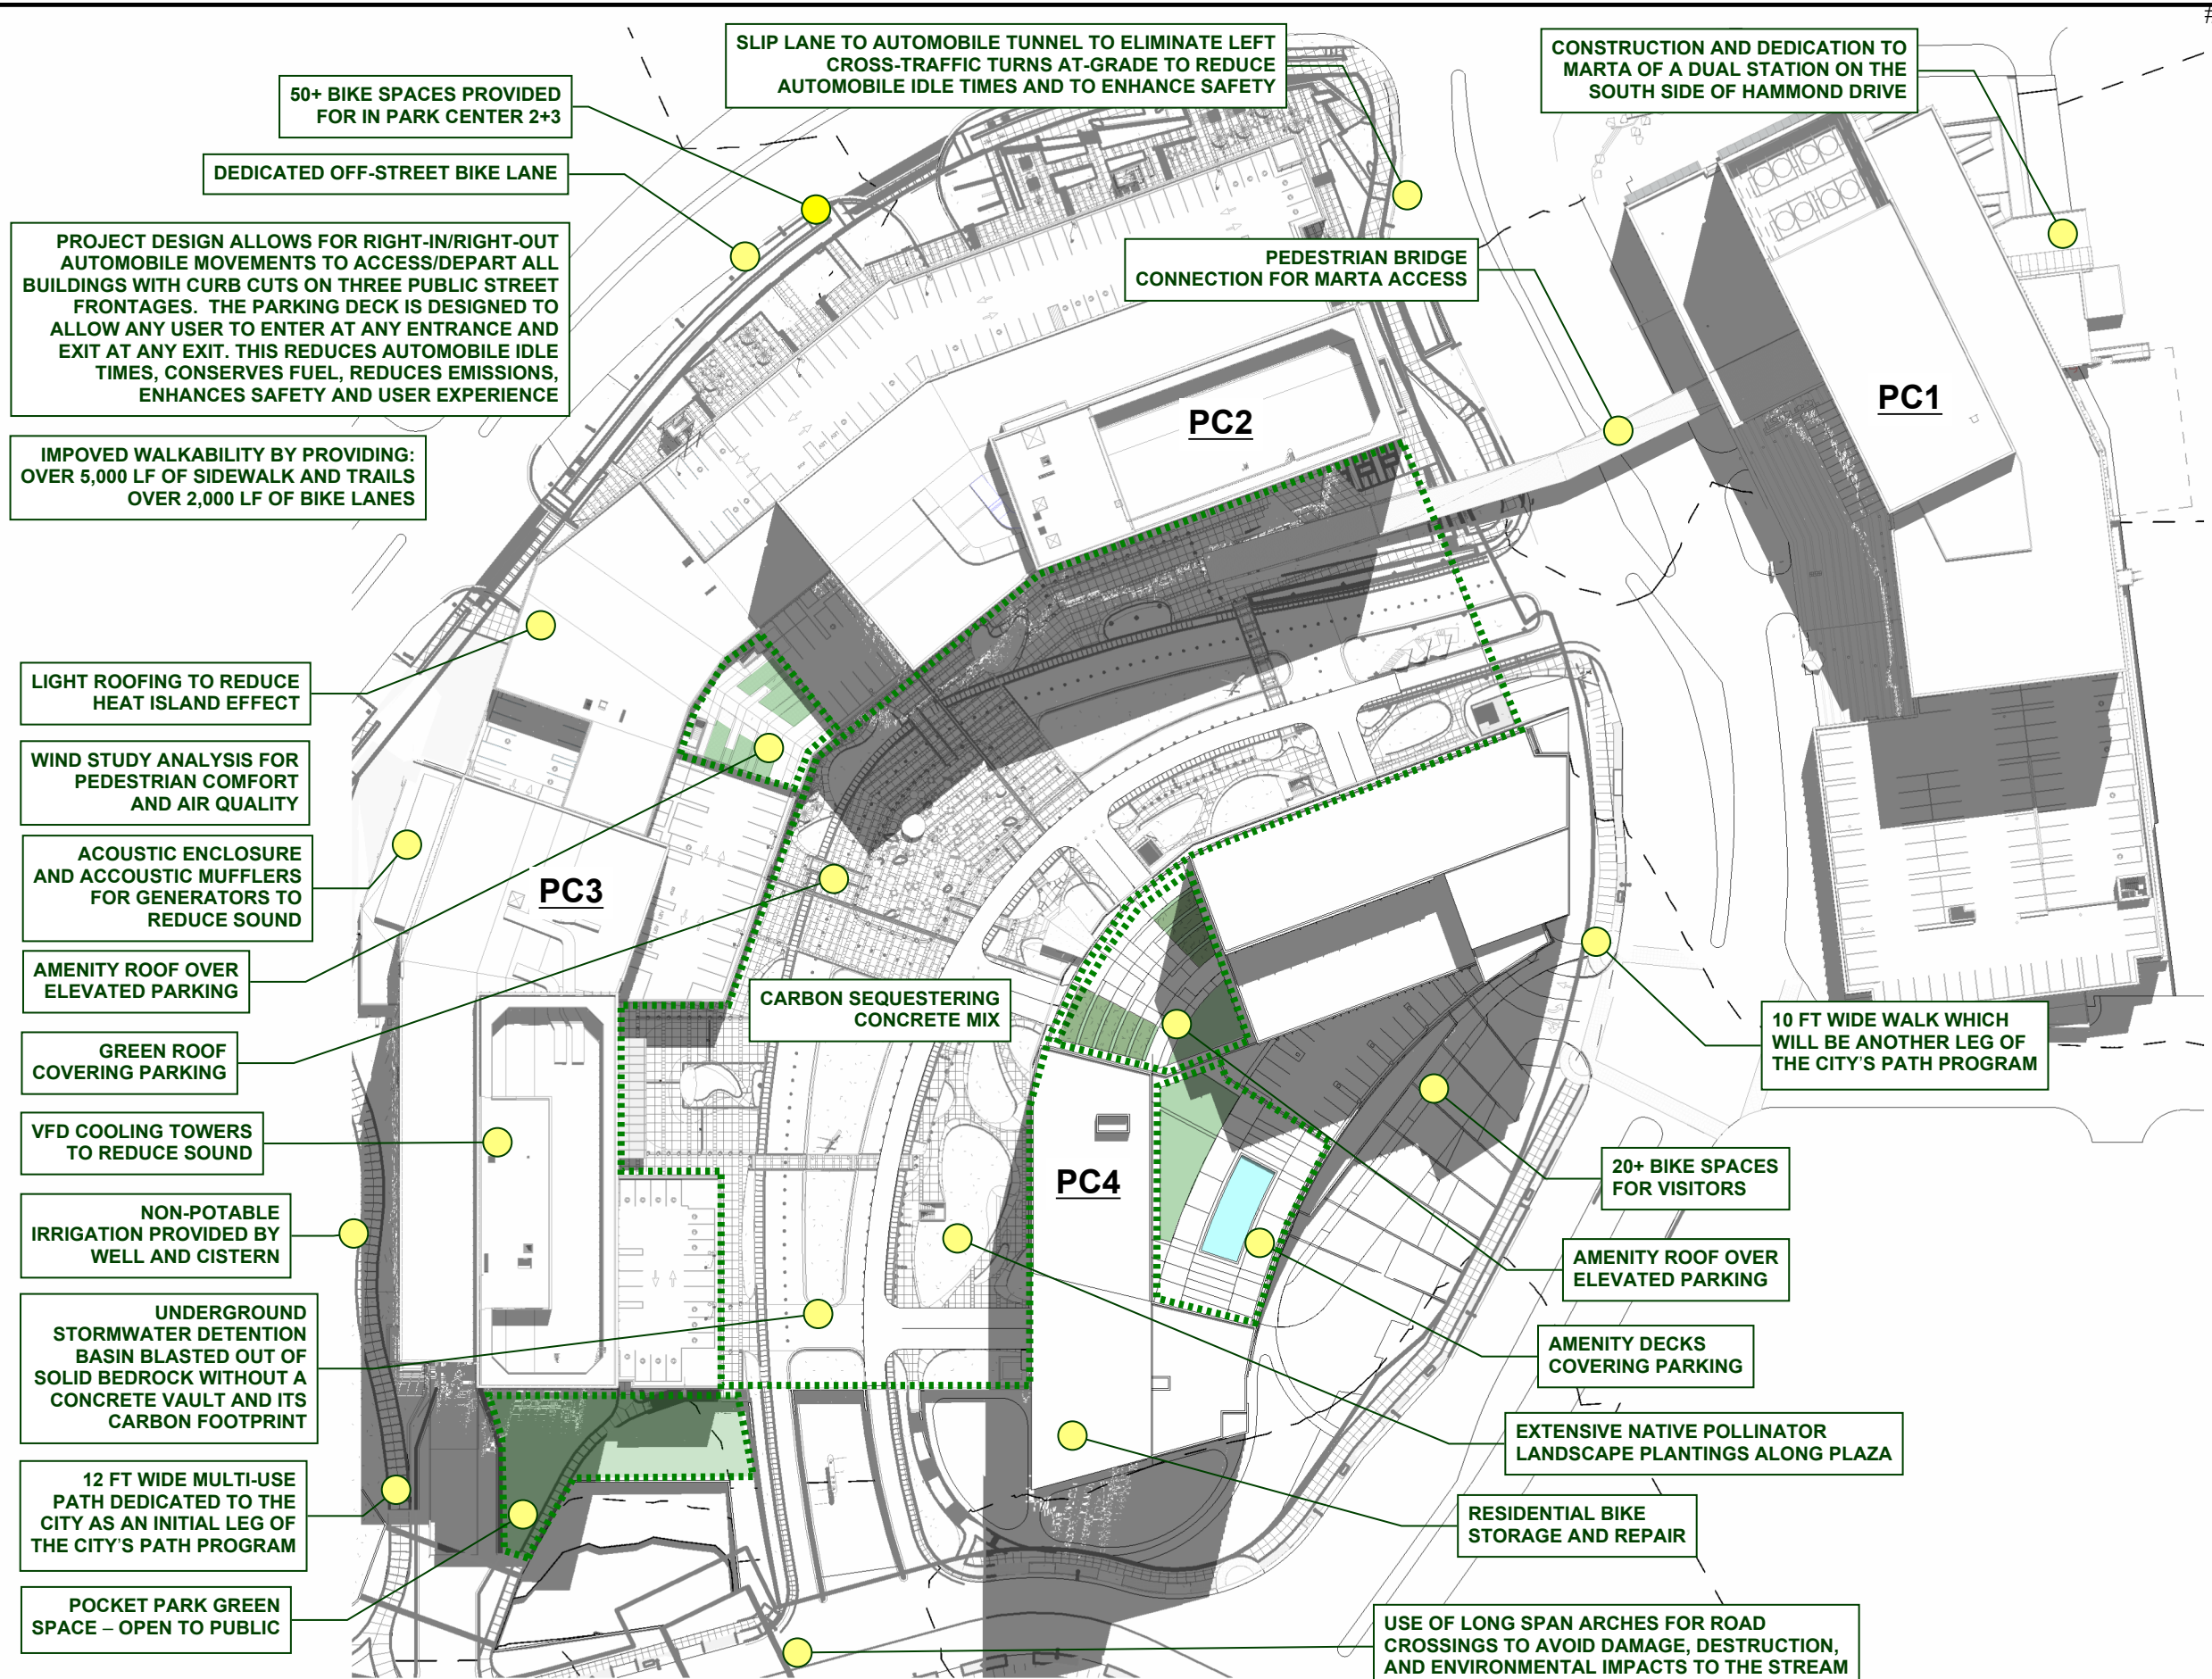 #
SLIP LANE TO AUTOMOBILE TUNNEL TO ELIMINATE LEFT
CROSS-TRAFFIC TURNS AT-GRADE TO REDUCE
AUTOMOBILE IDLE TIMES AND TO ENHANCE SAFETY
CONSTRUCTION AND DEDICATION TO
MARTA OF A DUAL STATION ON THE
SOUTH SIDE OF HAMMOND DRIVE
50+ BIKE SPACES PROVIDED
FOR IN PARK CENTER 2+3
DEDICATED OFF-STREET BIKE LANE
PROJECT DESIGN ALLOWS FOR RIGHT-IN/RIGHT-OUT
AUTOMOBILE MOVEMENTS TO ACCESS/DEPART ALL
BUILDINGS WITH CURB CUTS ON THREE PUBLIC STREET
FRONTAGES. THE PARKING DECK IS DESIGNED TO
ALLOW ANY USER TO ENTER AT ANY ENTRANCE AND
EXIT AT ANY EXIT. THIS REDUCES AUTOMOBILE IDLE
TIMES, CONSERVES FUEL, REDUCES EMISSIONS,
ENHANCES SAFETY AND USER EXPERIENCE
PEDESTRIAN BRIDGE
CONNECTION FOR MARTA ACCESS
PC1
PC2
IMPOVED WALKABILITY BY PROVIDING:
OVER 5,000 LF OF SIDEWALK AND TRAILS
OVER 2,000 LF OF BIKE LANES
LIGHT ROOFING TO REDUCE
HEAT ISLAND EFFECT
WIND STUDY ANALYSIS FOR
PEDESTRIAN COMFORT
AND AIR QUALITY
ACOUSTIC ENCLOSURE
AND ACCOUSTIC MUFFLERS
FOR GENERATORS TO
REDUCE SOUND
PC3
AMENITY ROOF OVER
ELEVATED PARKING
CARBON SEQUESTERING
CONCRETE MIX
GREEN ROOF
COVERING PARKING
10 FT WIDE WALK WHICH
WILL BE ANOTHER LEG OF
THE CITY'S PATH PROGRAM
VFD COOLING TOWERS
TO REDUCE SOUND
PC4
20+ BIKE SPACES
FOR VISITORS
NON-POTABLE
IRRIGATION PROVIDED BY
WELL AND CISTERN
AMENITY ROOF OVER
ELEVATED PARKING
UNDERGROUND
STORMWATER DETENTION
BASIN BLASTED OUT OF
SOLID BEDROCK WITHOUT A
CONCRETE VAULT AND ITS
CARBON FOOTPRINT
AMENITY DECKS
COVERING PARKING
EXTENSIVE NATIVE POLLINATOR
LANDSCAPE PLANTINGS ALONG PLAZA
12 FT WIDE MULTI-USE
PATH DEDICATED TO THE
CITY AS AN INITIAL LEG OF
THE CITY'S PATH PROGRAM
RESIDENTIAL BIKE
STORAGE AND REPAIR
POCKET PARK GREEN
SPACE – OPEN TO PUBLIC
USE OF LONG SPAN ARCHES FOR ROAD
CROSSINGS TO AVOID DAMAGE, DESTRUCTION,
AND ENVIRONMENTAL IMPACTS TO THE STREAM